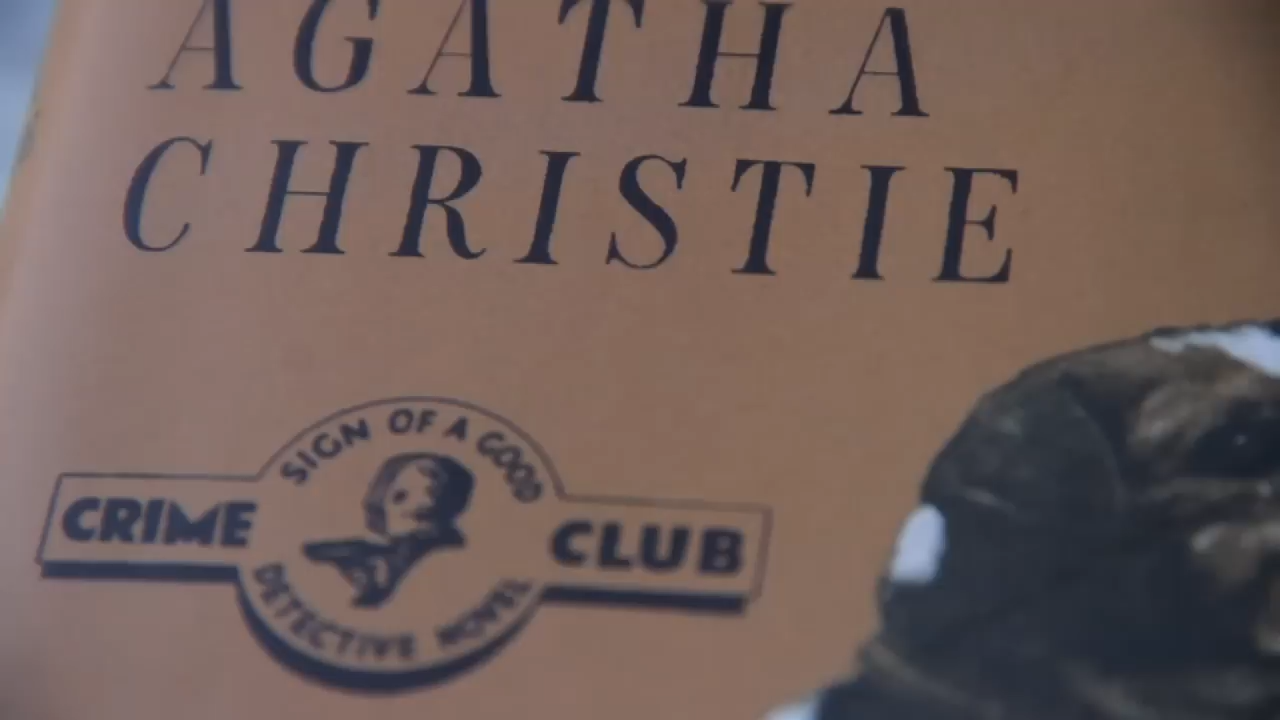 AGATHA
CHRISTIE
SIGN OF A GOOD
CRIME CLUB
DETECTIVE NOVEL